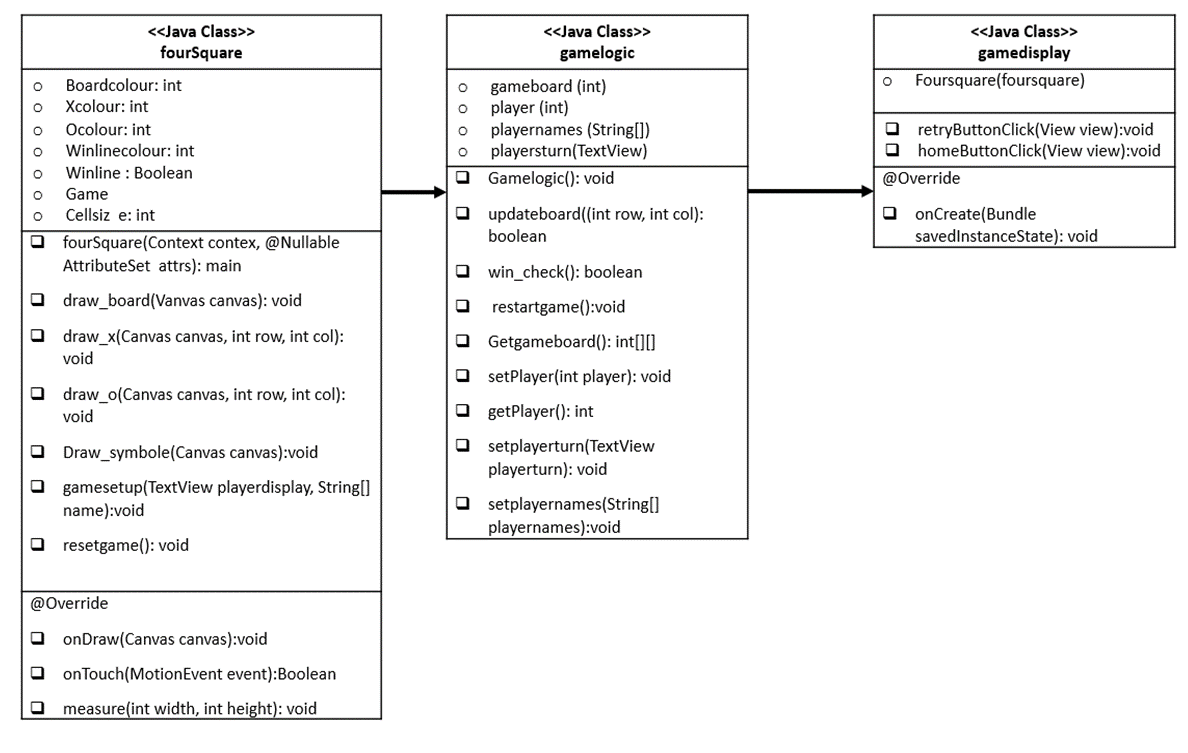 <<Java Class>>
fourSquare
Boardcolour: int
Xcolour: int
Ocolour: int
Winlinecolour: int
Winline : Boolean
Game
Cellsiz e: int
fourSquare(Context contex, @Nullable
AttributeSet attrs): main
draw_board(Vanvas canvas): void
draw_x(Canvas canvas, int row, int col):
void
draw_o(Canvas canvas, int row, int col):
void
Draw_symbole(Canvas canvas):void
gamesetup(TextView playerdisplay, String[]
name):void
resetgame(): void
@Override
onDraw(Canvas canvas):void
onTouch(MotionEvent event):Boolean
measure(int width, int height): void
<<Java Class>>
gamelogic
gameboard (int)
player (int)
playernames (String[])
playersturn(TextView)
Gamelogic(): void
updateboard((int row, int col):
boolean
win_check(): boolean
restartgame():void
Getgameboard(): int[][]
setPlayer(int player): void
getPlayer(): int
setplayerturn(TextView
playerturn): void
setplayernames(String[]
playernames):void
<<Java Class>>
gamedisplay
Foursquare(foursquare)
retryButtonClick(View view):void
homeButtonClick(View view):void
@Override
onCreate(Bundle
savedInstanceState): void